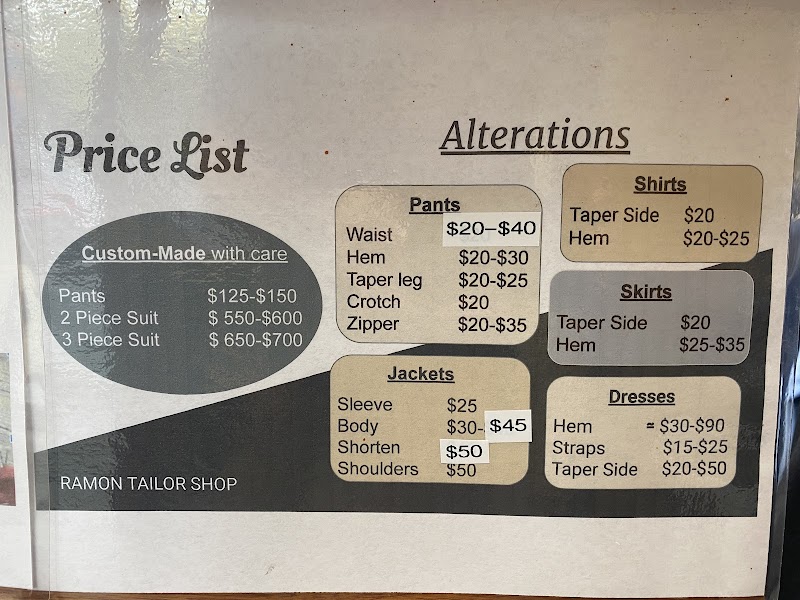 Price List
Custom-Made with care
Pants $125-$150
2 Piece Suit $ 550-$600
3 Piece Suit $ 650-$700
RAMON TAILOR SHOP
Alterations
Pants
Waist $20-$40
Hem $20-$30
Taper leg $20-$25
Crotch $20
Zipper $20-$35
Jackets
Sleeve $25
Body $30-$45
Shorten $50
Shoulders $50
Shirts
Taper Side $20
Hem $20-$25
Skirts
Taper Side $20
Hem $25-$35
Dresses
Hem ≈ $30-$90
Straps $15-$25
Taper Side $20-$50